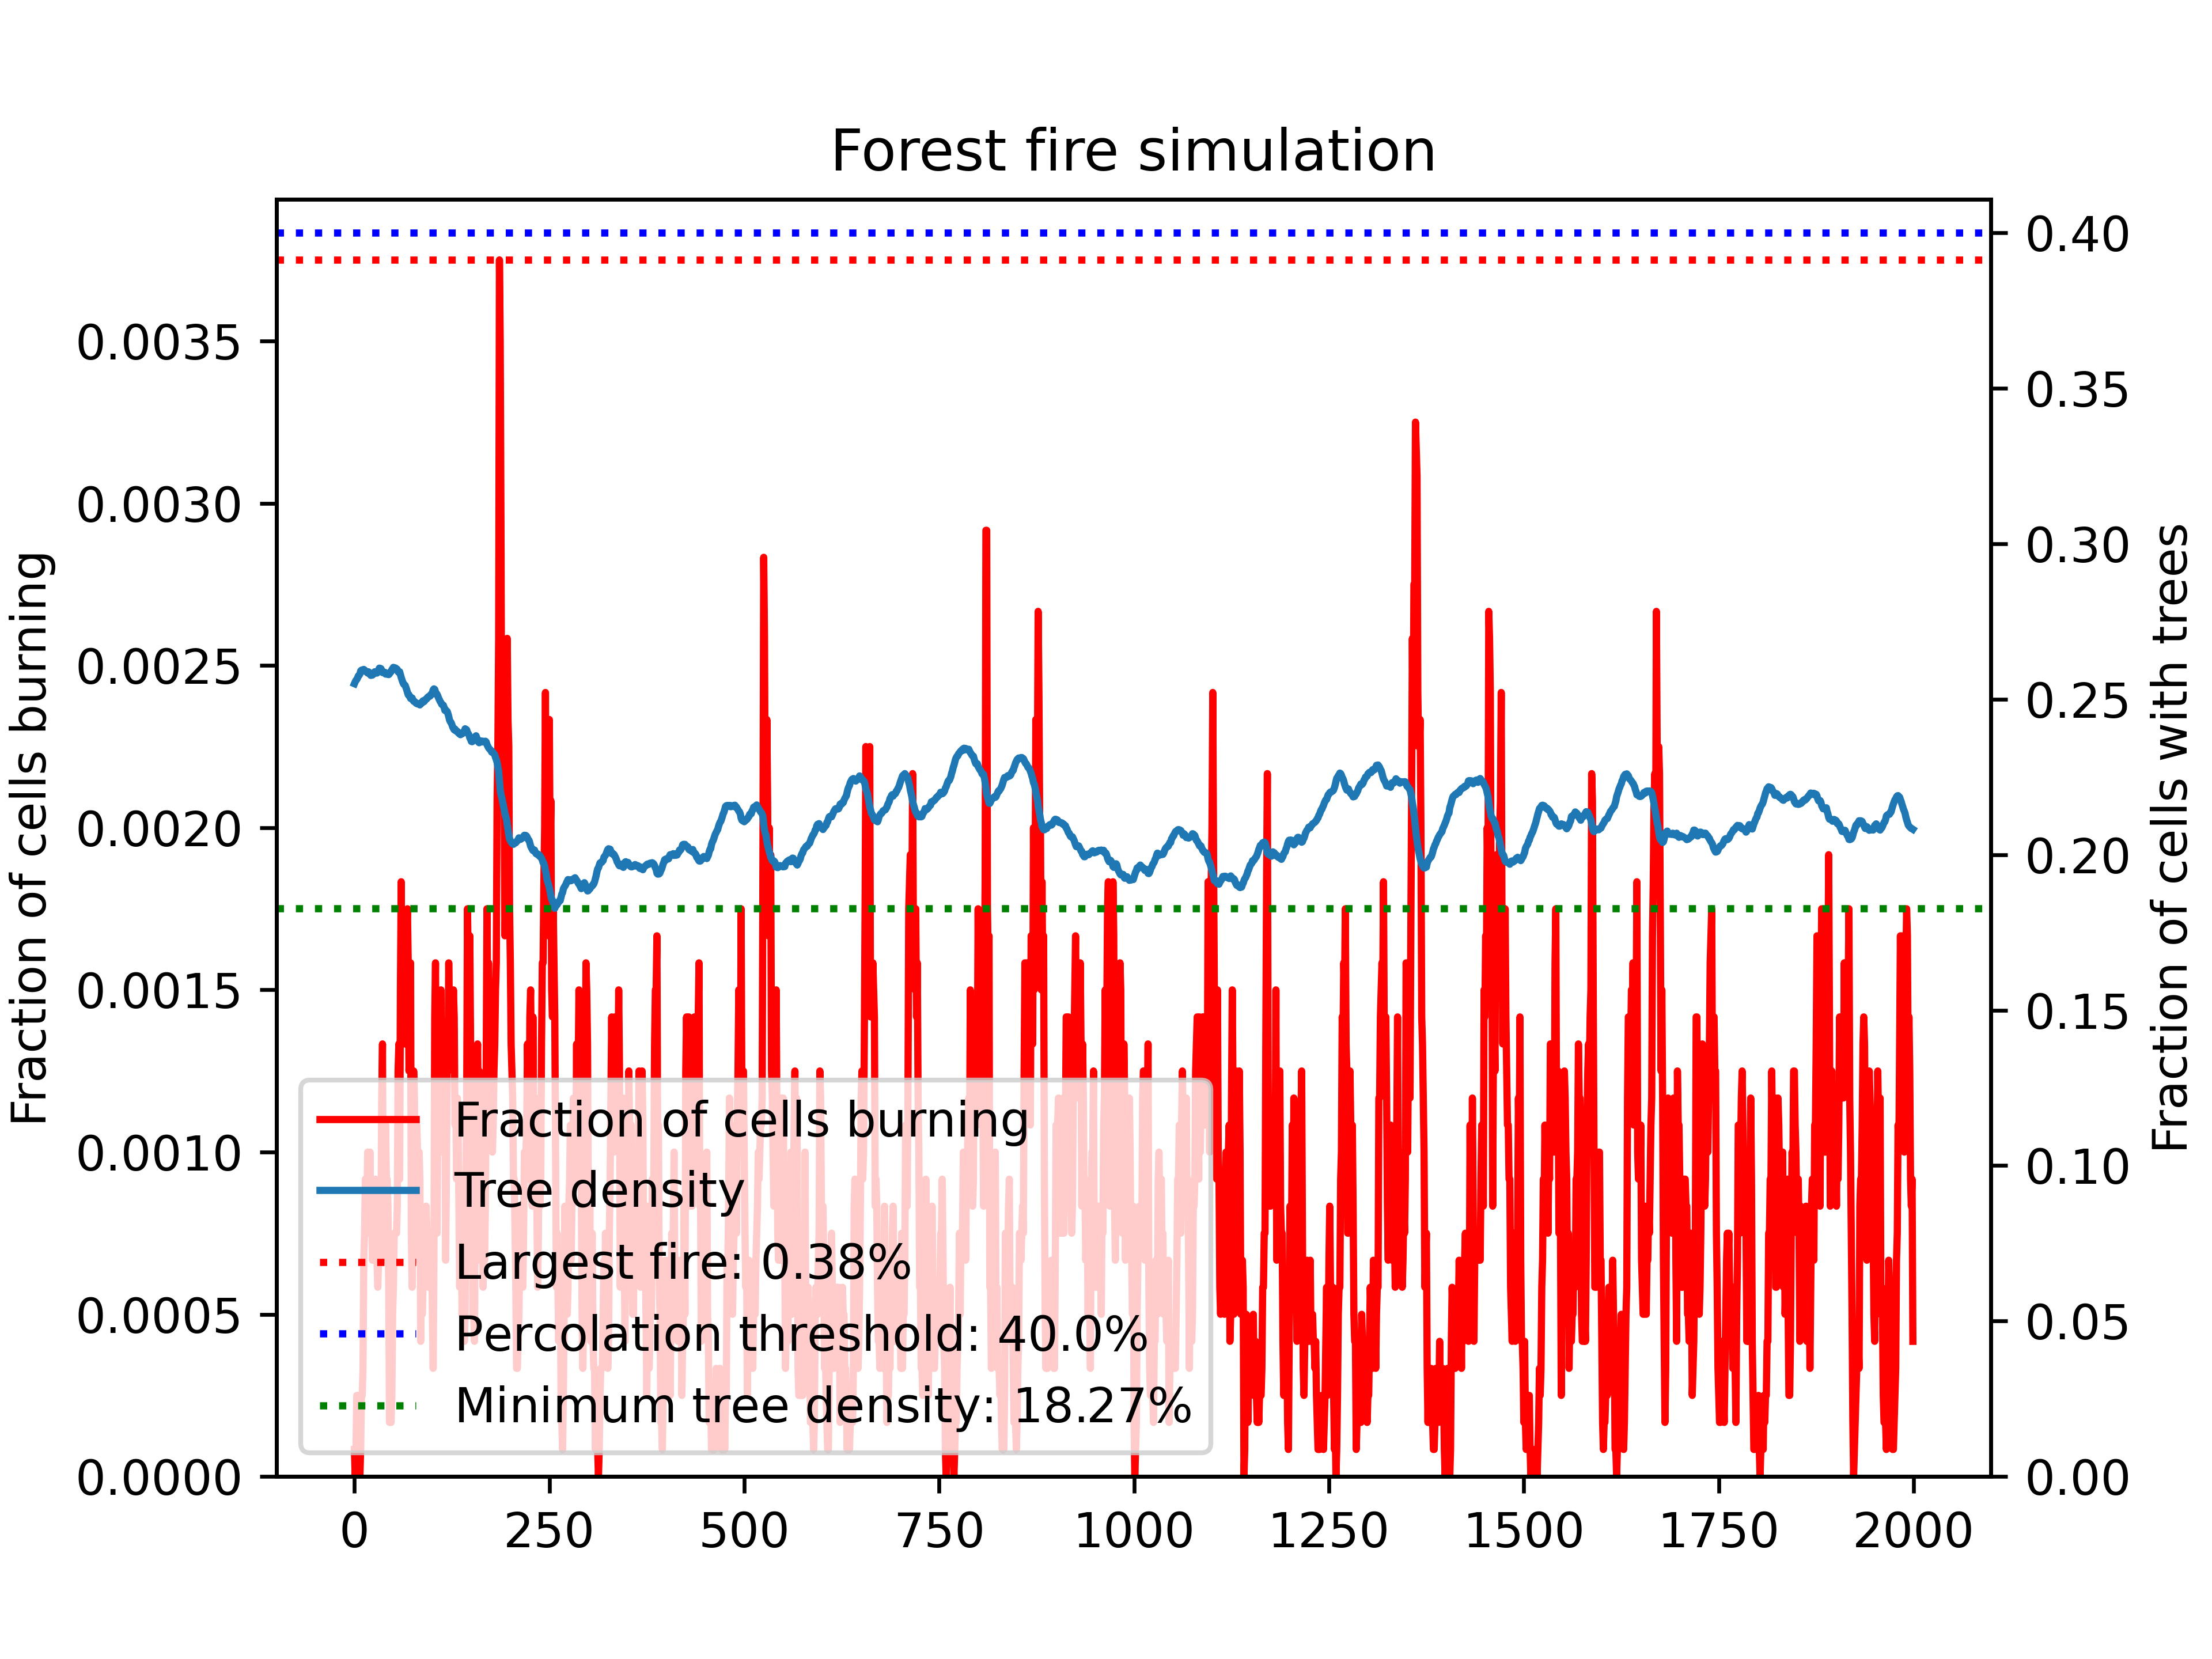 Forest fire simulation
Fraction of cells burning
0.0035
0.0030
0.0025
0.0020
0.0015
0.0010
0.0005
0.0000
0.40
0.35
0.30
0.25
0.20
0.15
0.10
0.05
0.00
Fraction of cells with trees
Fraction of cells burning
Tree density
Largest fire: 0.38%
Percolation threshold: 40.0%
Minimum tree density: 18.27%
0 250 500 750 1000 1250 1500 1750 2000